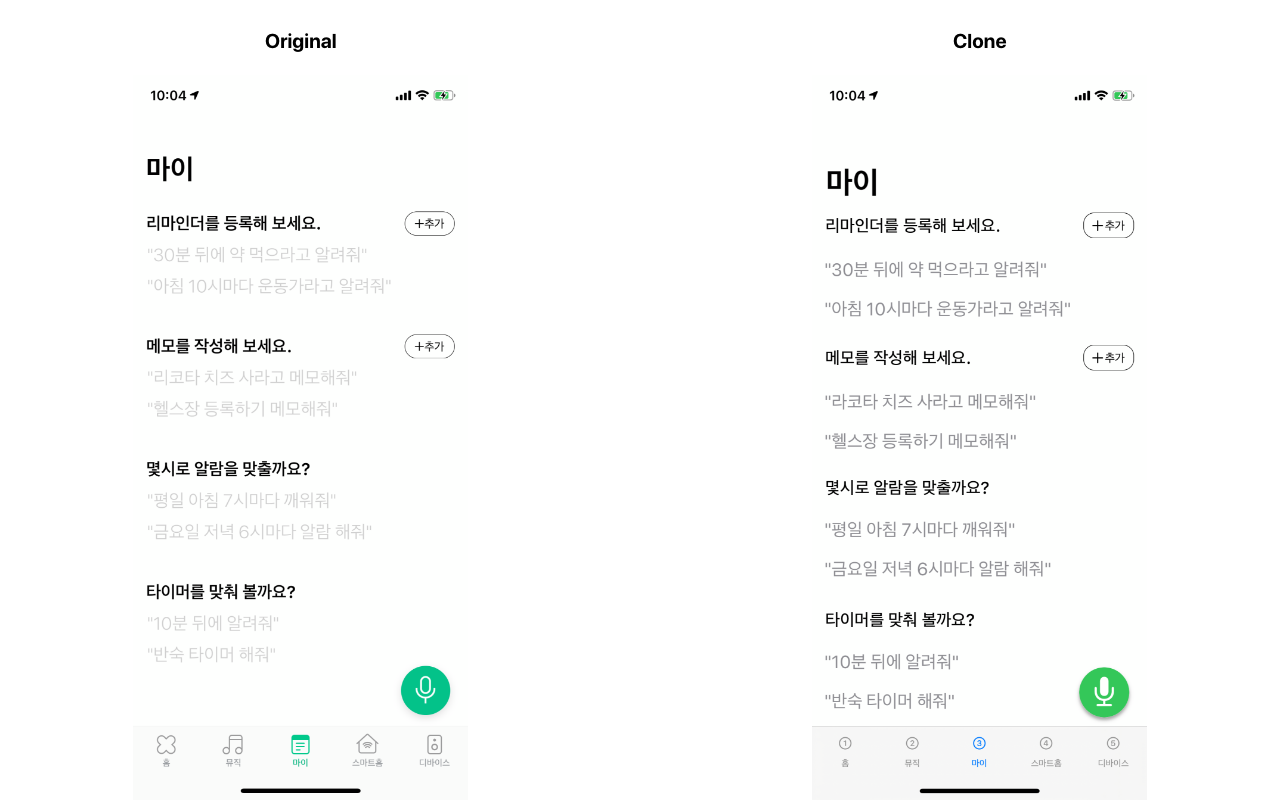 Original
10:04
마이
리마인더를 등록해 보세요.
+추가
"30분 뒤에 약 먹으라고 알려줘"
"아침 10시마다 운동가라고 알려줘"
메모를 작성해 보세요.
+추가
"리코타 치즈 사라고 메모해줘"
"헬스장 등록하기 메모해줘"
몇시로 알람을 맞출까요?
"평일 아침 7시마다 깨워줘"
"금요일 저녁 6시마다 알람 해줘"
타이머를 맞춰 볼까요?
"10분 뒤에 알려줘"
"반숙 타이머 해줘"
홈 뮤직 마이 스마트홈 디바이스
Clone
10:04
마이
리마인더를 등록해 보세요.
+추가
"30분 뒤에 약 먹으라고 알려줘"
"아침 10시마다 운동가라고 알려줘"
메모를 작성해 보세요.
+추가
"라코타 치즈 사라고 메모해줘"
"헬스장 등록하기 메모해줘"
몇시로 알람을 맞출까요?
"평일 아침 7시마다 깨워줘"
"금요일 저녁 6시마다 알람 해줘"
타이머를 맞춰 볼까요?
"10분 뒤에 알려줘"
"반숙 타이머 해줘"
1 2 3 4 5
홈 뮤직 마이 스마트홈 디바이스